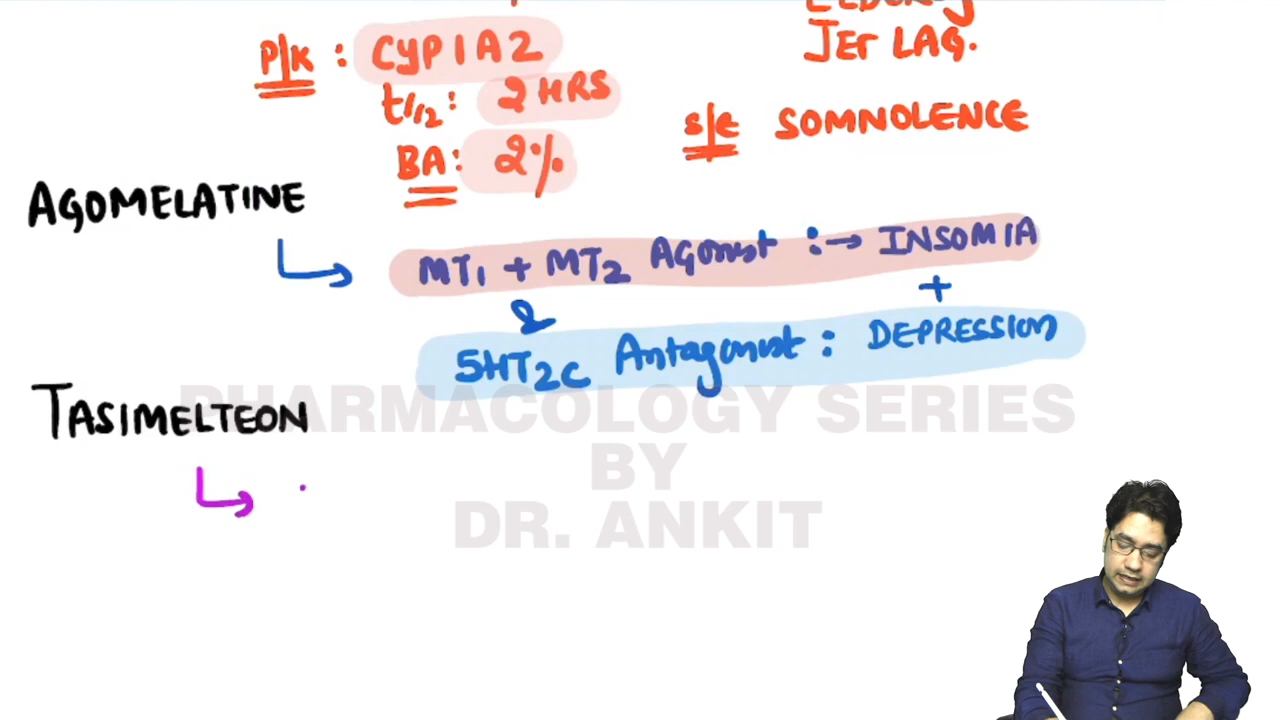 ELDERLY
P/K : CYP1A2
JET LAG.
t1/2 : 2 HRS
S/E SOMNOLENCE
BA : 2%
AGOMELATINE
MT1 + MT2 Agonist :→ INSOMIA
& +
5HT2C Antagonist : DEPRESSION
TASIMELTEON
PHARMACOLOGY SERIES
BY
DR. ANKIT